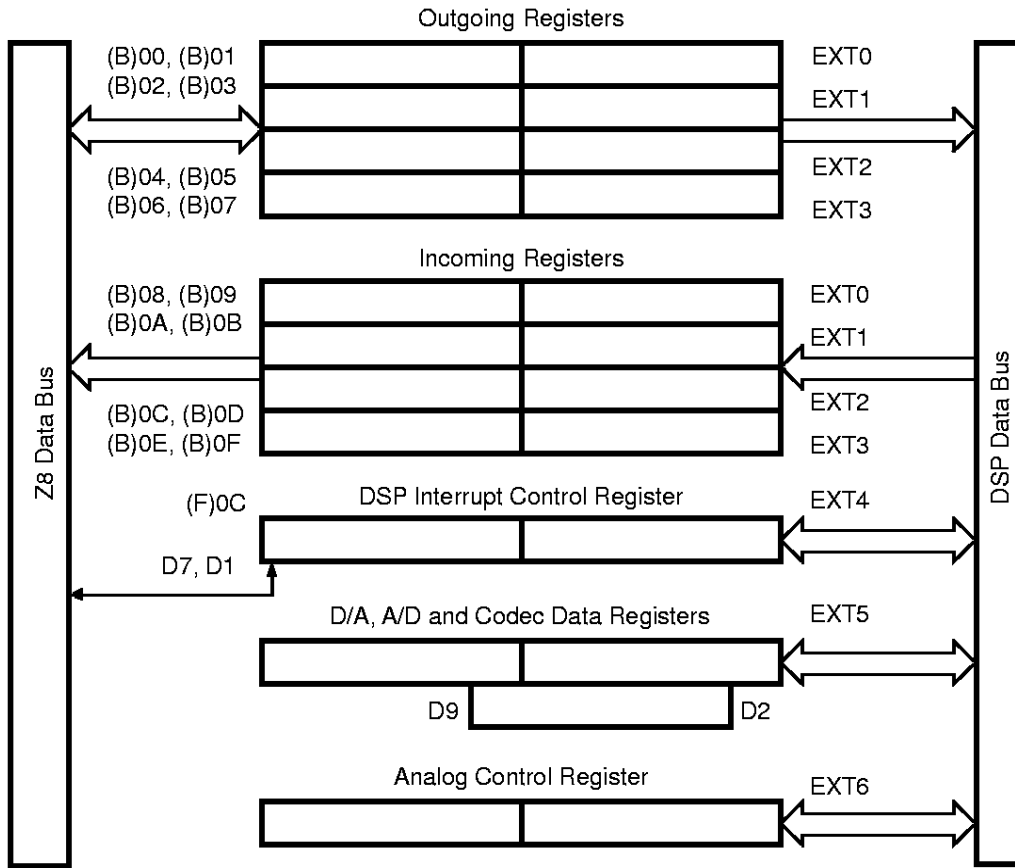 Outgoing Registers
(B)00, (B)01
EXT0
(B)02, (B)03
EXT1
(B)04, (B)05
EXT2
(B)06, (B)07
EXT3
Incoming Registers
(B)08, (B)09
EXT0
(B)0A, (B)0B
EXT1
(B)0C, (B)0D
EXT2
(B)0E, (B)0F
EXT3
Z8 Data Bus
DSP Data Bus
(F)0C
DSP Interrupt Control Register
EXT4
D7, D1
D/A, A/D and Codec Data Registers
EXT5
D9
D2
Analog Control Register
EXT6